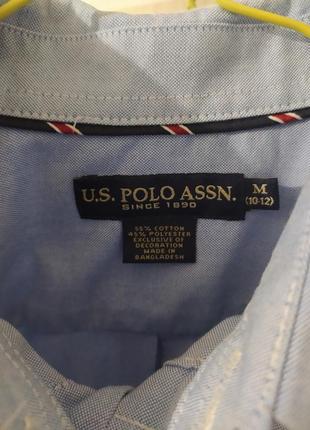 U.S. POLO ASSN.
SINCE 1890
M
(10-12)
55% COTTON
45% POLYESTER
EXCLUSIVE OF
DECORATION
MADE IN
BANGLADESH